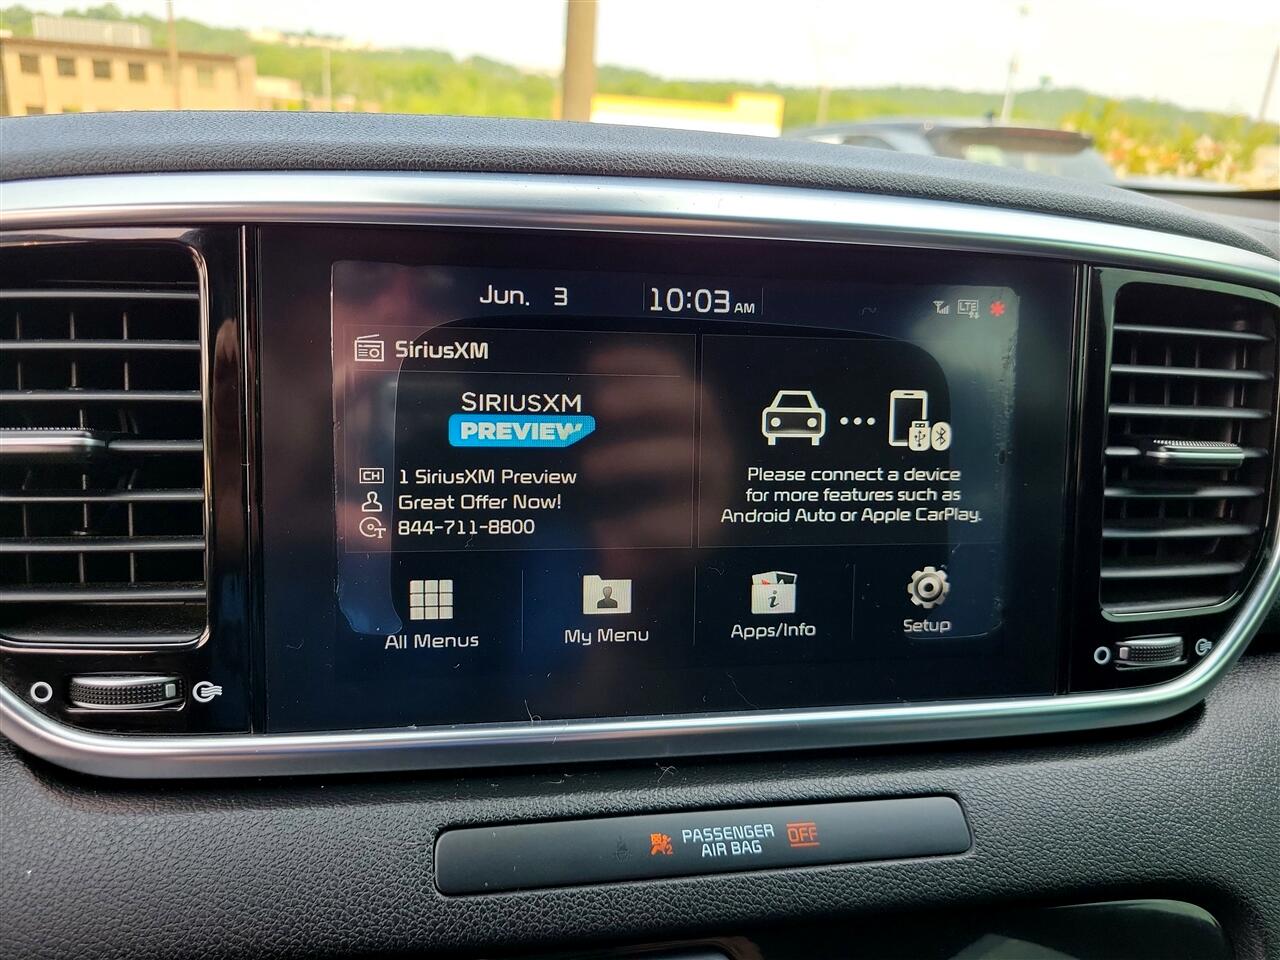 Jun. 3
10:03 AM
LTE
SiriusXM
SIRIUSXM
PREVIEW
CH 1 SiriusXM Preview
Great Offer Now!
T 844-711-8800
Please connect a device
for more features such as
Android Auto or Apple CarPlay.
All Menus
My Menu
i Apps/Info
Setup
2 PASSENGER
AIR BAG
OFF